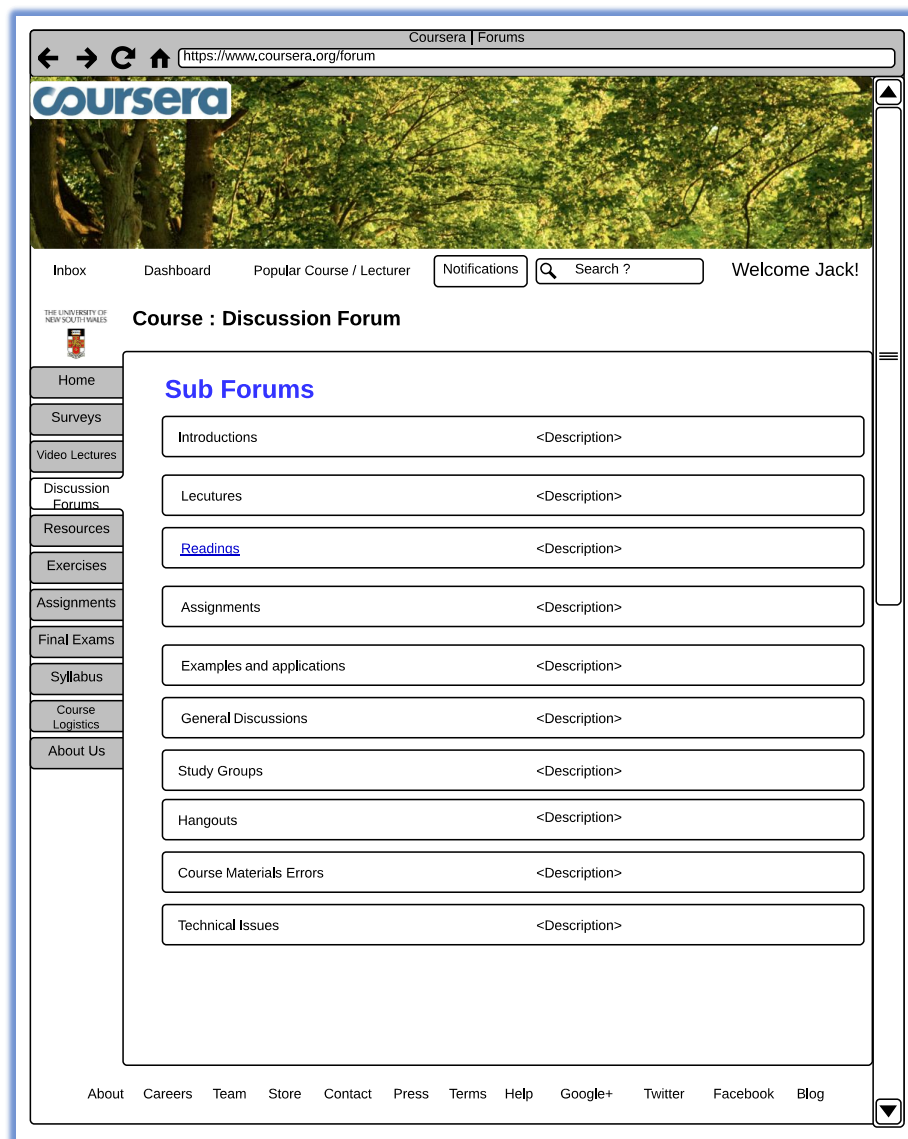 Coursera | Forums
https://www.coursera.org/forum
coursera
Inbox Dashboard Popular Course / Lecturer Notifications Search ? Welcome Jack!
THE UNIVERSITY OF
NEW SOUTH WALES
Course : Discussion Forum
Home
Surveys
Video Lectures
Discussion
Forums
Resources
Exercises
Assignments
Final Exams
Syllabus
Course
Logistics
About Us
Sub Forums
Introductions <Description>
Lecutures <Description>
Readings <Description>
Assignments <Description>
Examples and applications <Description>
General Discussions <Description>
Study Groups <Description>
Hangouts <Description>
Course Materials Errors <Description>
Technical Issues <Description>
About Careers Team Store Contact Press Terms Help Google+ Twitter Facebook Blog